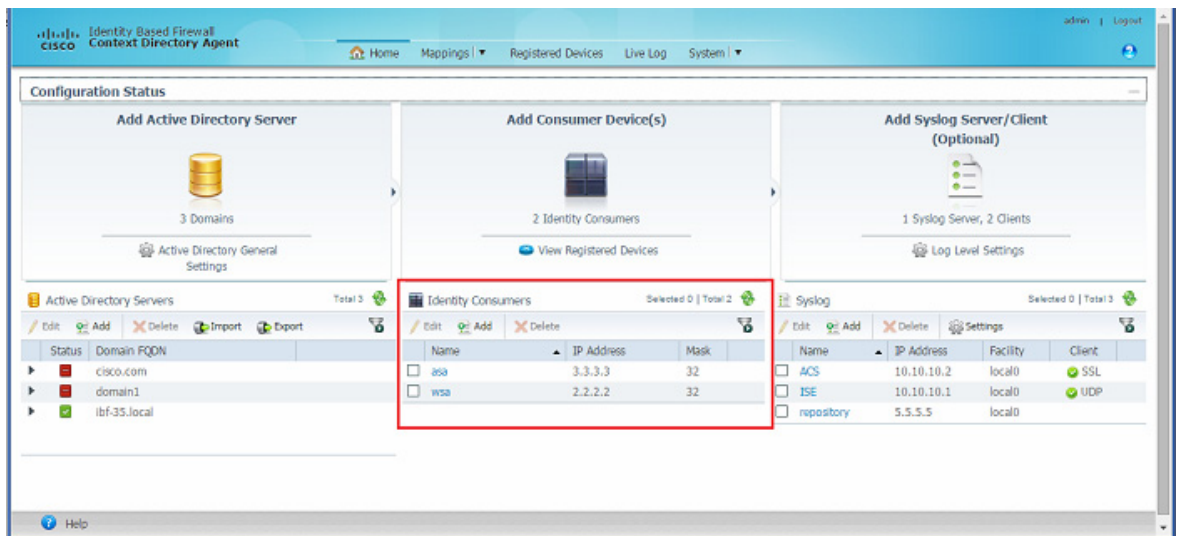 admin | Logout
Identity Based Firewall
CISCO Context Directory Agent
Home Mappings | Registered Devices Live Log System |
Configuration Status
Add Active Directory Server
3 Domains
Active Directory General
Settings
Add Consumer Device(s)
2 Identity Consumers
View Registered Devices
Add Syslog Server/Client
(Optional)
1 Syslog Server, 2 Clients
Log Level Settings
Active Directory Servers Total 3
Edit Add Delete Import Export
Status Domain FQDN
cisco.com
domain1
ibf-35.local
Identity Consumers Selected 0 | Total 2
Edit Add Delete
Name IP Address Mask
asa 3.3.3.3 32
wsa 2.2.2.2 32
Syslog Selected 0 | Total 3
Edit Add Delete Settings
Name IP Address Facility Client
ACS 10.10.10.2 local0 SSL
ISE 10.10.10.1 local0 UDP
repository 5.5.5.5 local0
Help